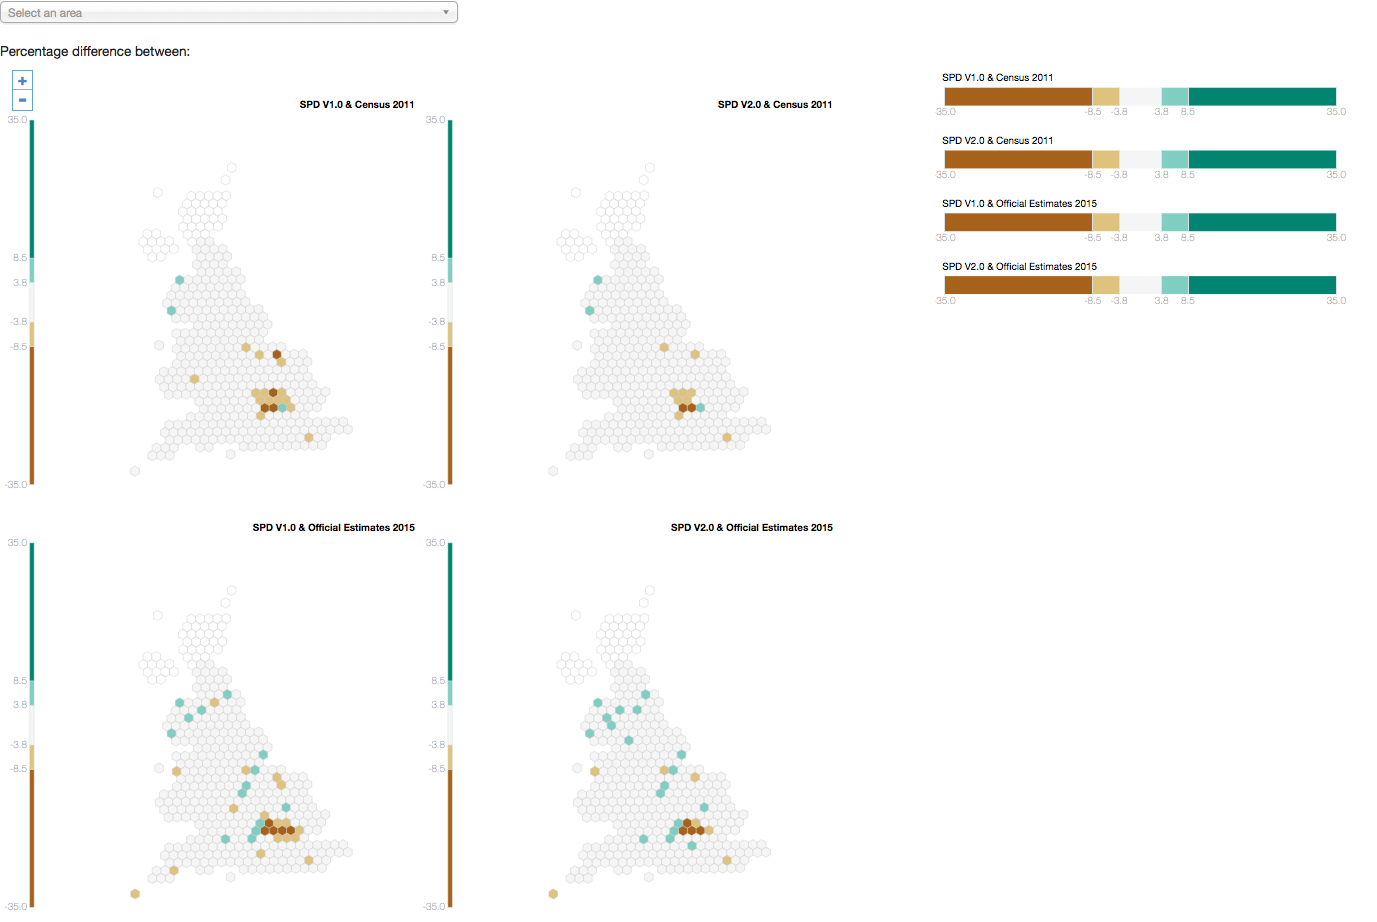 Select an area
Percentage difference between:
+
−
SPD V1.0 & Census 2011
35.0
8.5
3.8
-3.8
-8.5
-35.0
SPD V2.0 & Census 2011
35.0
8.5
3.8
-3.8
-8.5
-35.0
SPD V1.0 & Census 2011
35.0 -8.5 -3.8 3.8 8.5 35.0
SPD V2.0 & Census 2011
35.0 -8.5 -3.8 3.8 8.5 35.0
SPD V1.0 & Official Estimates 2015
35.0 -8.5 -3.8 3.8 8.5 35.0
SPD V2.0 & Official Estimates 2015
35.0 -8.5 -3.8 3.8 8.5 35.0
SPD V1.0 & Official Estimates 2015
35.0
8.5
3.8
-3.8
-8.5
-35.0
SPD V2.0 & Official Estimates 2015
35.0
8.5
3.8
-3.8
-8.5
-35.0